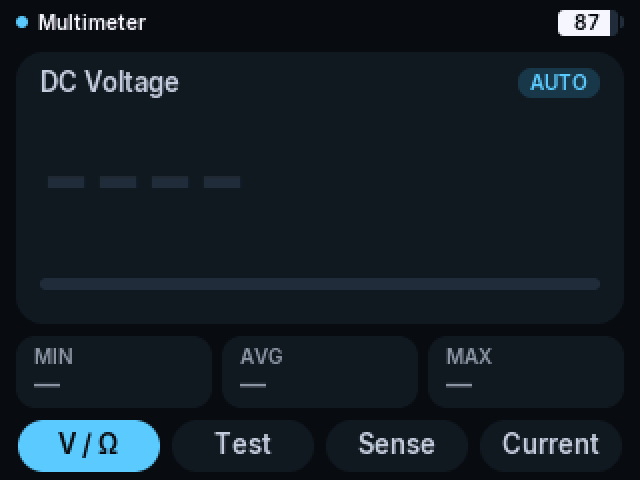 Multimeter
87
DC Voltage
AUTO
– – – –
MIN
—
AVG
—
MAX
—
V / Ω
Test
Sense
Current